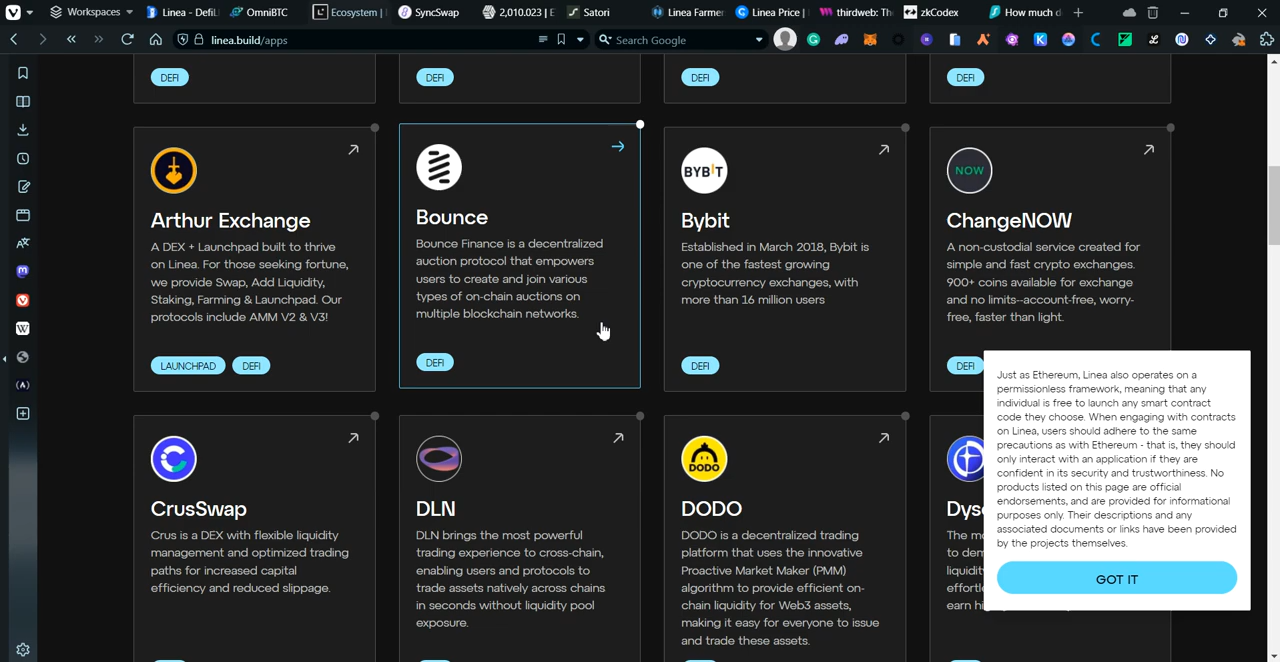 Workspaces
Linea - DefiL
OmniBTC
Ecosystem |
SyncSwap
2,010.023 | E
Satori
Linea Farmer
Linea Price |
thirdweb: The
zkCodex
How much d
linea.build/apps
Search Google
DEFI
DEFI
DEFI
DEFI
Arthur Exchange
A DEX + Launchpad built to thrive
on Linea. For those seeking fortune,
we provide Swap, Add Liquidity,
Staking, Farming & Launchpad. Our
protocols include AMM V2 & V3!
LAUNCHPAD
DEFI
Bounce
Bounce Finance is a decentralized
auction protocol that empowers
users to create and join various
types of on-chain auctions on
multiple blockchain networks.
DEFI
BYBIT
Bybit
Established in March 2018, Bybit is
one of the fastest growing
cryptocurrency exchanges, with
more than 16 million users
DEFI
NOW
ChangeNOW
A non-custodial service created for
simple and fast crypto exchanges.
900+ coins available for exchange
and no limits–account-free, worry-
free, faster than light.
DEFI
CrusSwap
Crus is a DEX with flexible liquidity
management and optimized trading
paths for increased capital
efficiency and reduced slippage.
DLN
DLN brings the most powerful
trading experience to cross-chain,
enabling users and protocols to
trade assets natively across chains
in seconds without liquidity pool
exposure.
DODO
DODO
DODO is a decentralized trading
platform that uses the innovative
Proactive Market Maker (PMM)
algorithm to provide efficient on-
chain liquidity for Web3 assets,
making it easy for everyone to issue
and trade these assets.
Dys
The mo
to dem
liquidit
effortl
earn hi
Just as Ethereum, Linea also operates on a
permissionless framework, meaning that any
individual is free to launch any smart contract
code they choose. When engaging with contracts
on Linea, users should adhere to the same
precautions as with Ethereum - that is, they should
only interact with an application if they are
confident in its security and trustworthiness. No
products listed on this page are official
endorsements, and are provided for informational
purposes only. Their descriptions and any
associated documents or links have been provided
by the projects themselves.
GOT IT